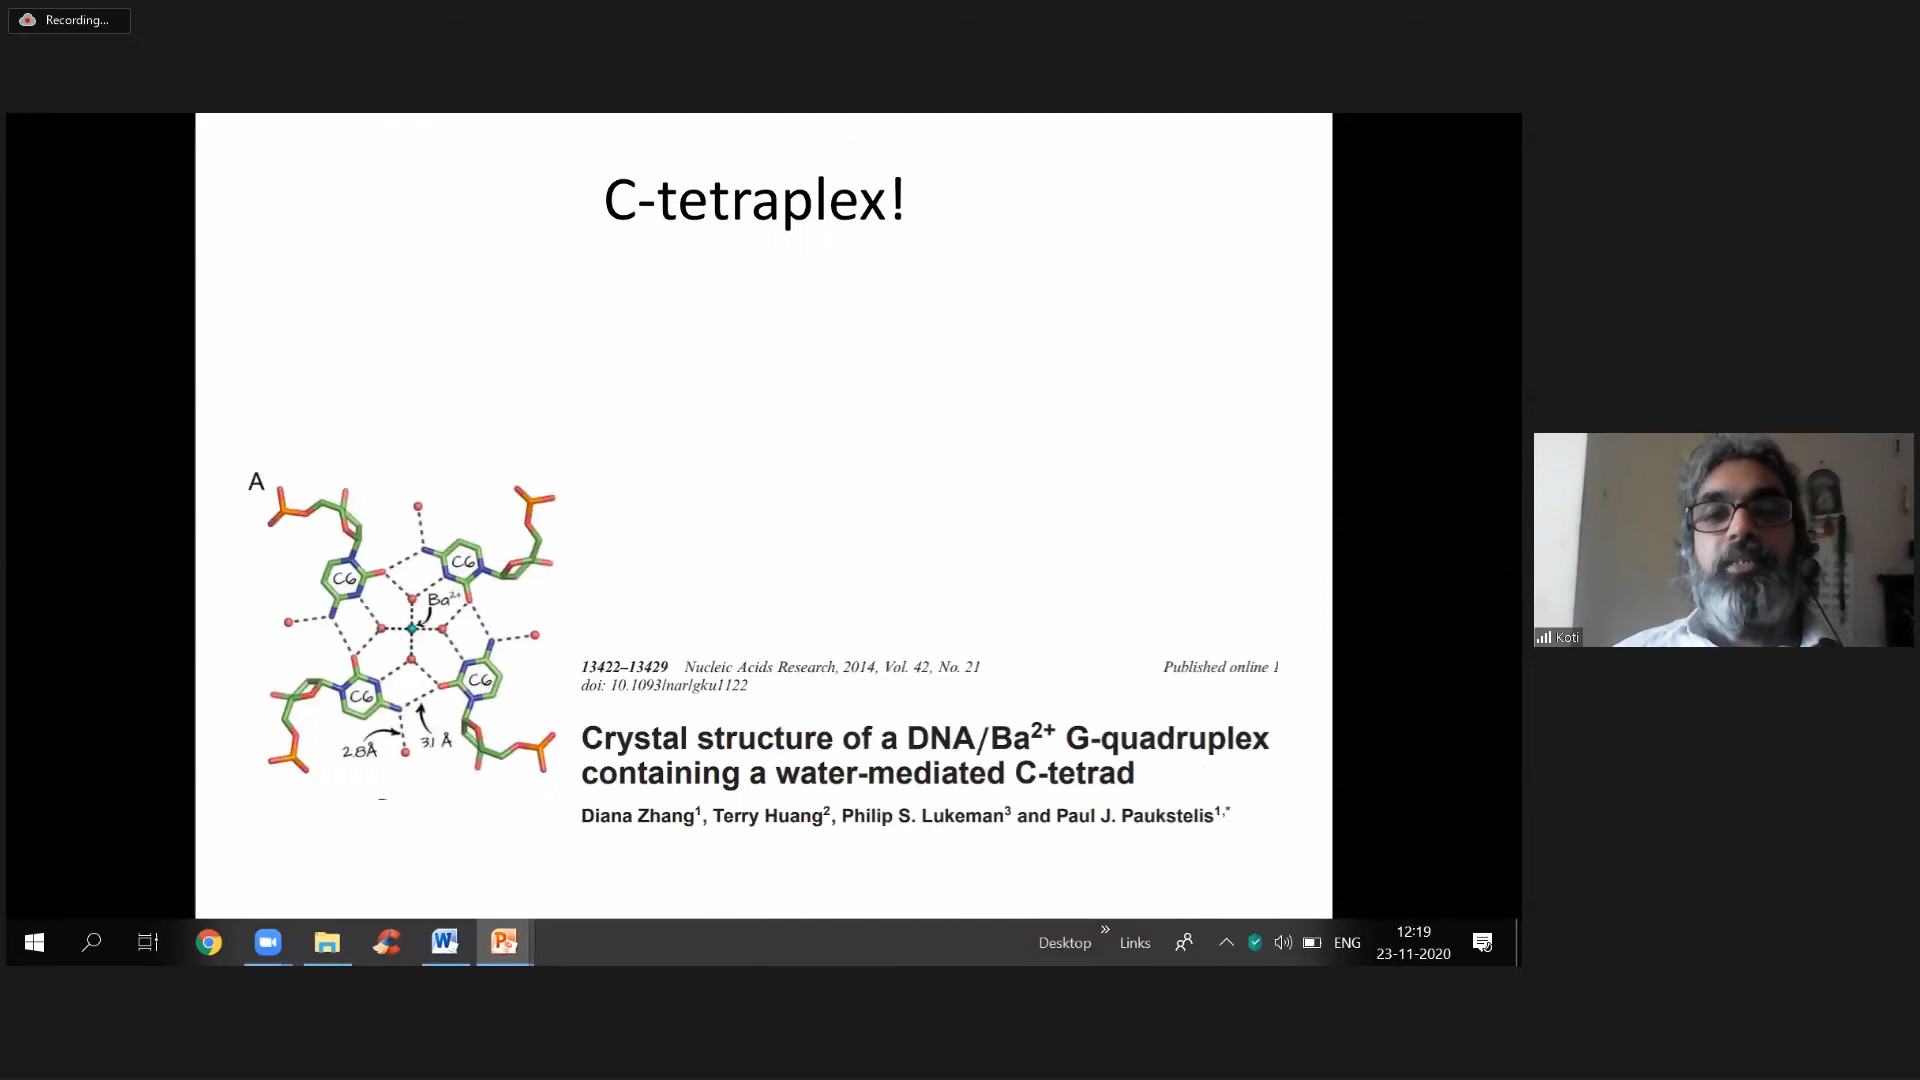 Recording...
C-tetraplex!
A
C6
C6
Ba2+
C6
C6
2.8Å
3.1 Å
13422–13429 Nucleic Acids Research, 2014, Vol. 42, No. 21
Published online 1
doi: 10.1093/nar/gku1122
Crystal structure of a DNA/Ba2+ G-quadruplex
containing a water-mediated C-tetrad
Diana Zhang1, Terry Huang2, Philip S. Lukeman3 and Paul J. Paukstelis1,*
Koti
Desktop
Links
ENG
12:19
23-11-2020